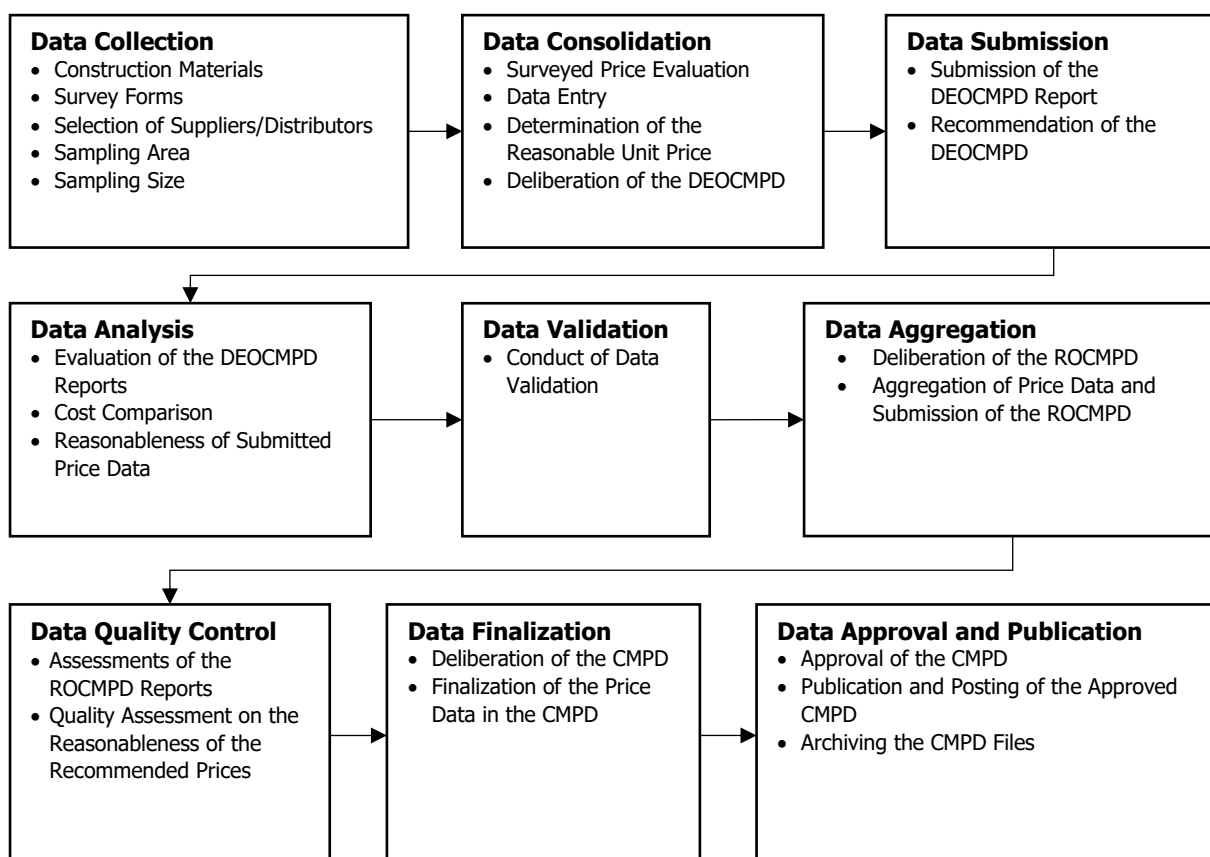 Data Collection
• Construction Materials
• Survey Forms
• Selection of Suppliers/Distributors
• Sampling Area
• Sampling Size
Data Consolidation
• Surveyed Price Evaluation
• Data Entry
• Determination of the
Reasonable Unit Price
• Deliberation of the DEOCMPD
Data Submission
• Submission of the
DEOCMPD Report
• Recommendation of the
DEOCMPD
Data Analysis
• Evaluation of the DEOCMPD
Reports
• Cost Comparison
• Reasonableness of Submitted
Price Data
Data Validation
• Conduct of Data
Validation
Data Aggregation
• Deliberation of the ROCMPD
• Aggregation of Price Data and
Submission of the ROCMPD
Data Quality Control
• Assessments of the
ROCMPD Reports
• Quality Assessment on the
Reasonableness of the
Recommended Prices
Data Finalization
• Deliberation of the CMPD
• Finalization of the Price
Data in the CMPD
Data Approval and Publication
• Approval of the CMPD
• Publication and Posting of the Approved
CMPD
• Archiving the CMPD Files